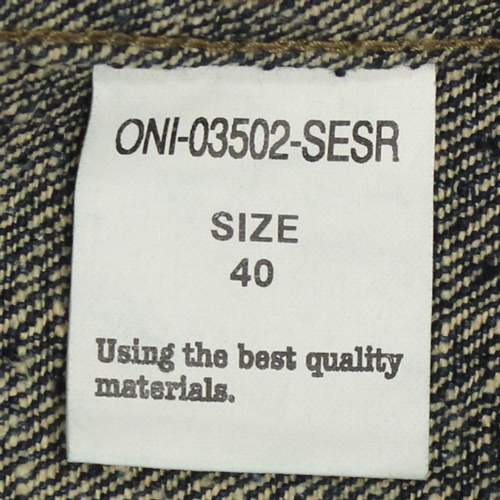 ONI-03502-SESR
SIZE
40
Using the best quality
materials.